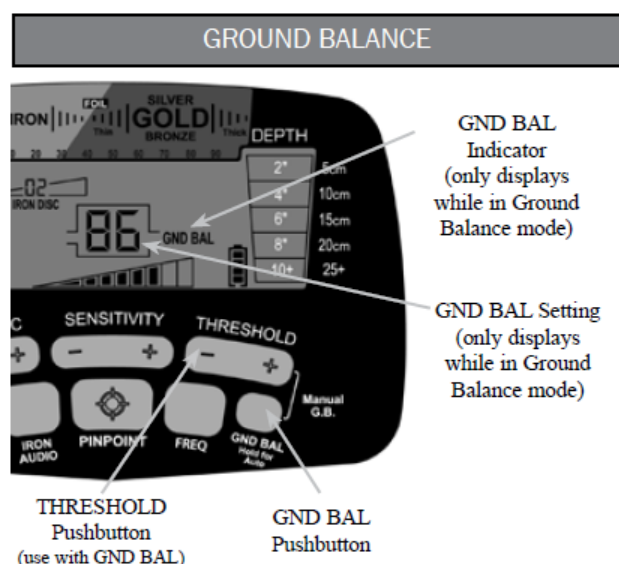 GROUND BALANCE
FOIL
SILVER
IRON GOLD
Thin BRONZE Thick
10 20 30 40 50 60 70 80 90
DEPTH
2" 5cm
4" 10cm
6" 15cm
8" 20cm
10+ 25+
02
IRON DISC
86 GND BAL
GND BAL
Indicator
(only displays
while in Ground
Balance mode)
GND BAL Setting
(only displays
while in Ground
Balance mode)
C SENSITIVITY THRESHOLD
+ − + − +
Manual
G.B.
IRON
AUDIO
PINPOINT
FREQ
GND BAL
Hold for
Auto
THRESHOLD
Pushbutton
(use with GND BAL)
GND BAL
Pushbutton